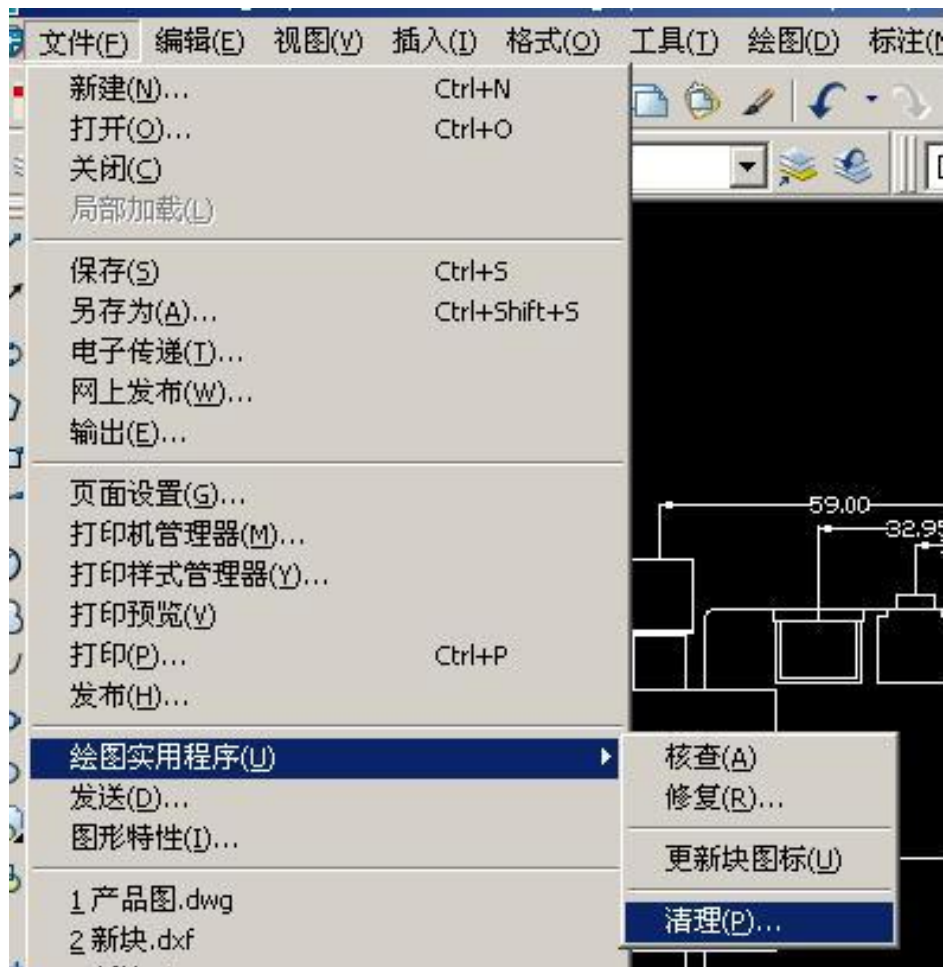 文件(F) 编辑(E) 视图(V) 插入(I) 格式(O) 工具(T) 绘图(D) 标注(
新建(N)... Ctrl+N
打开(O)... Ctrl+O
关闭(C)
局部加载(L)
保存(S) Ctrl+S
另存为(A)... Ctrl+Shift+S
电子传递(T)...
网上发布(W)...
输出(E)...
页面设置(G)...
打印机管理器(M)...
打印样式管理器(Y)...
打印预览(V)
打印(P)... Ctrl+P
发布(H)...
绘图实用程序(U)
发送(D)...
图形特性(I)...
1 产品图.dwg
2 新块.dxf
核查(A)
修复(R)...
更新块图标(U)
清理(P)...
59.00
32.95